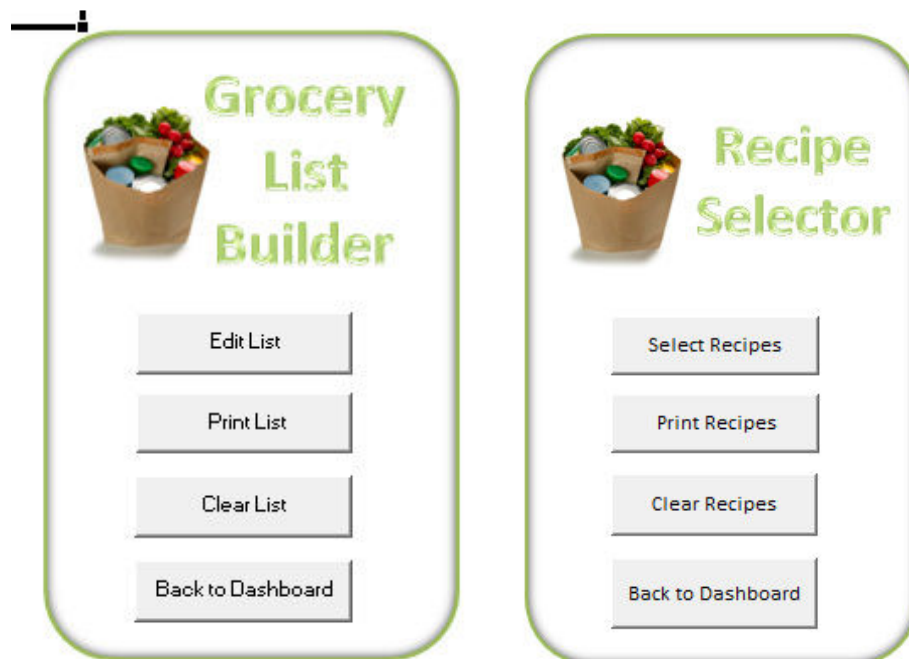 Grocery
List
Builder
Edit List
Print List
Clear List
Back to Dashboard
Recipe
Selector
Select Recipes
Print Recipes
Clear Recipes
Back to Dashboard